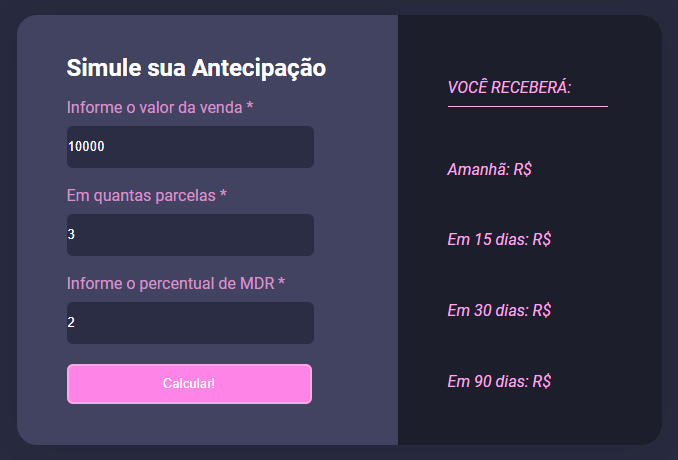 Simule sua Antecipação
Informe o valor da venda *
10000
Em quantas parcelas *
3
Informe o percentual de MDR *
2
Calcular!
VOCÊ RECEBERÁ:
Amanhã: R$
Em 15 dias: R$
Em 30 dias: R$
Em 90 dias: R$